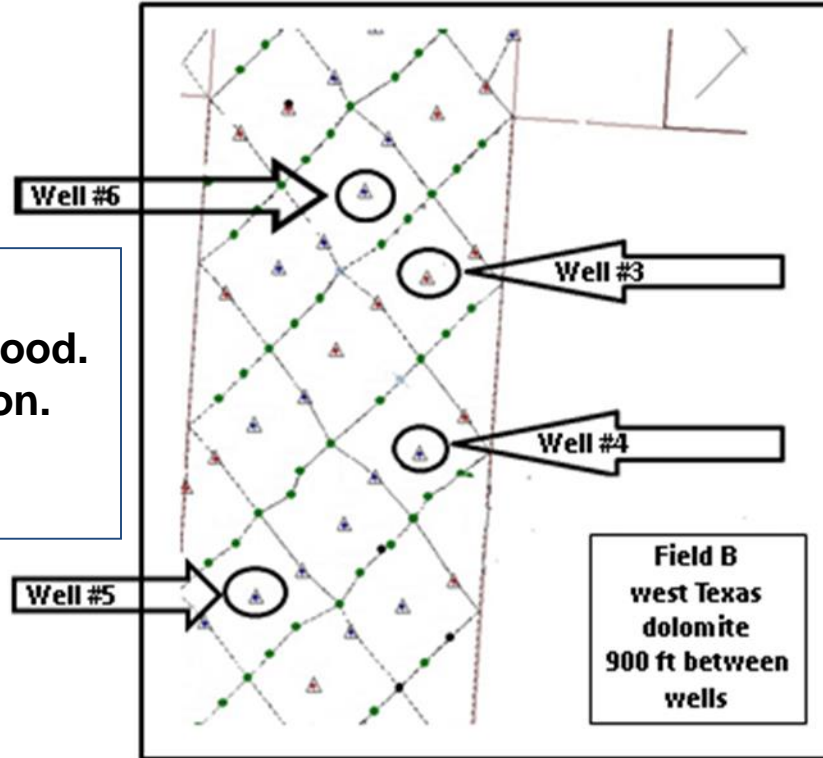 Well #6
Well #3
ood.
on.
Well #4
Well #5
Field B
west Texas
dolomite
900 ft between
wells